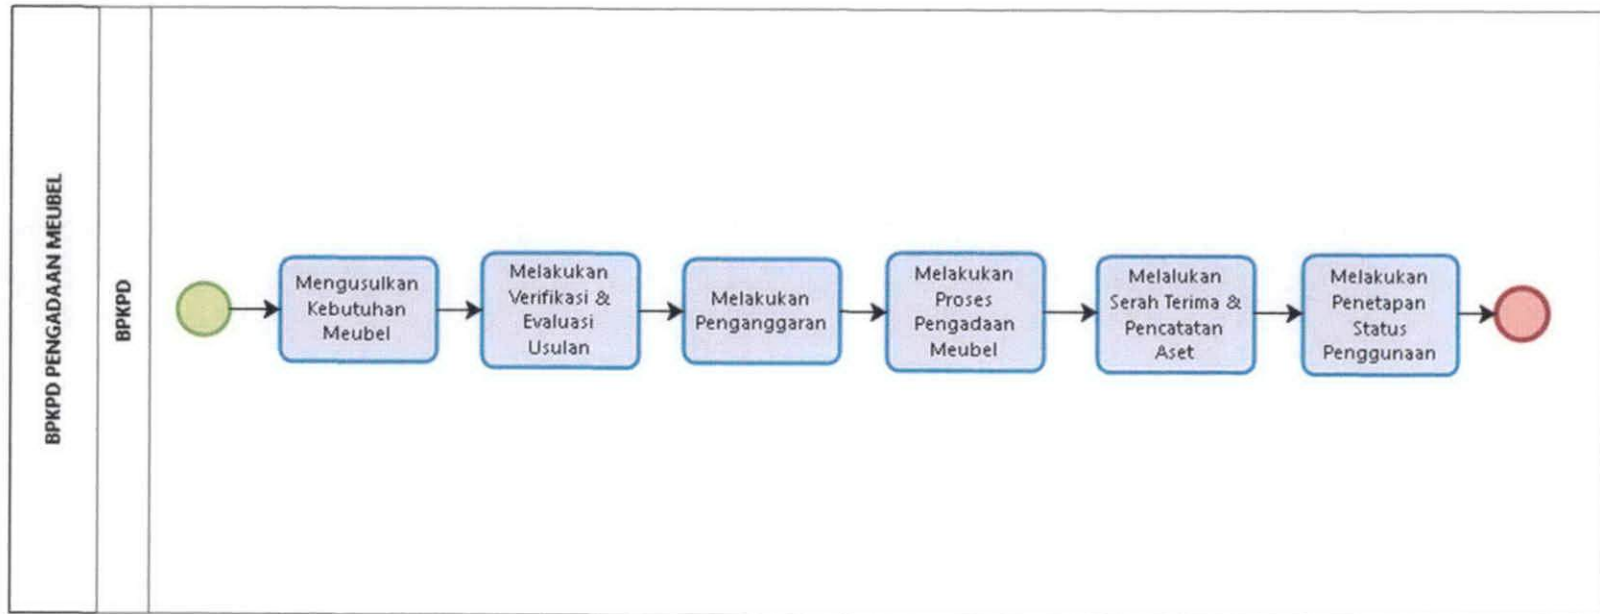 BPKPD PENGADAAN MEUBEL
BPKPD
Mengusulkan
Kebutuhan
Meubel
Melakukan
Verifikasi &
Evaluasi
Usulan
Melakukan
Penganggaran
Melakukan
Proses
Pengadaan
Meubel
Melalukan
Serah Terima &
Pencatatan
Aset
Melakukan
Penetapan
Status
Penggunaan